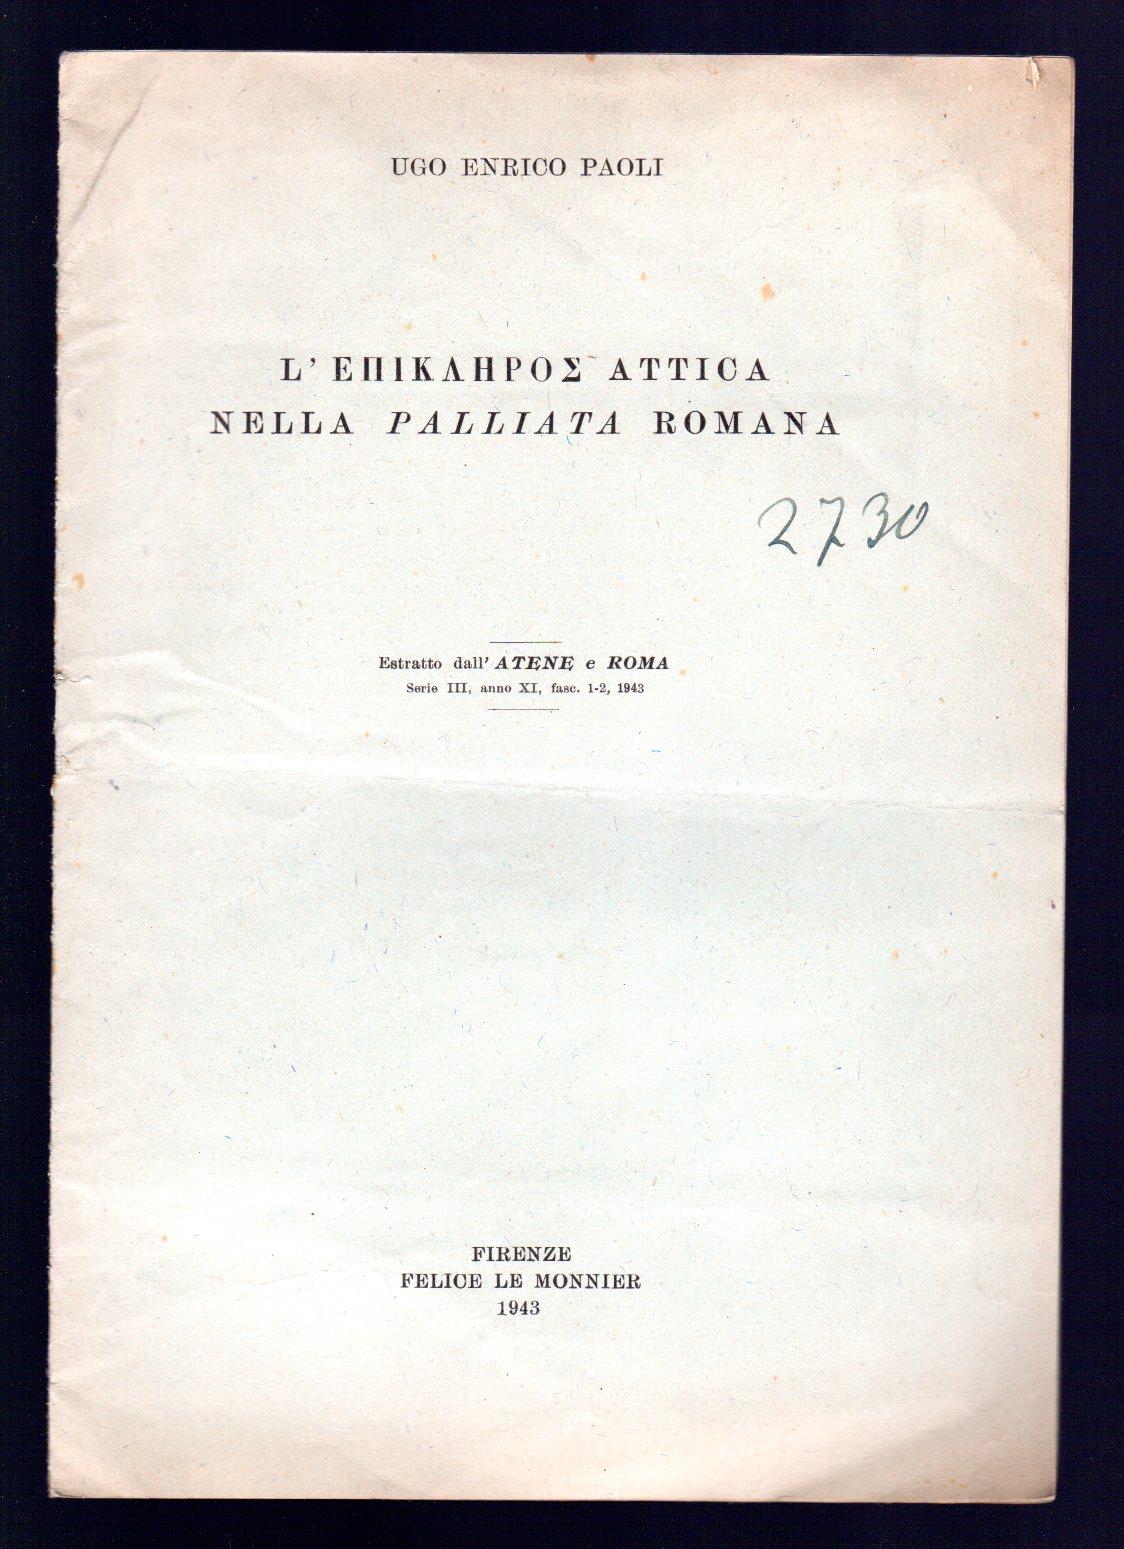 UGO ENRICO PAOLI
L' ΕΠΙΚΛΗΡΟΣ ATTICA
NELLA PALLIATA ROMANA
2730
Estratto dall' ATENE e ROMA
Serie III, anno XI, fasc. 1-2, 1943
FIRENZE
FELICE LE MONNIER
1943